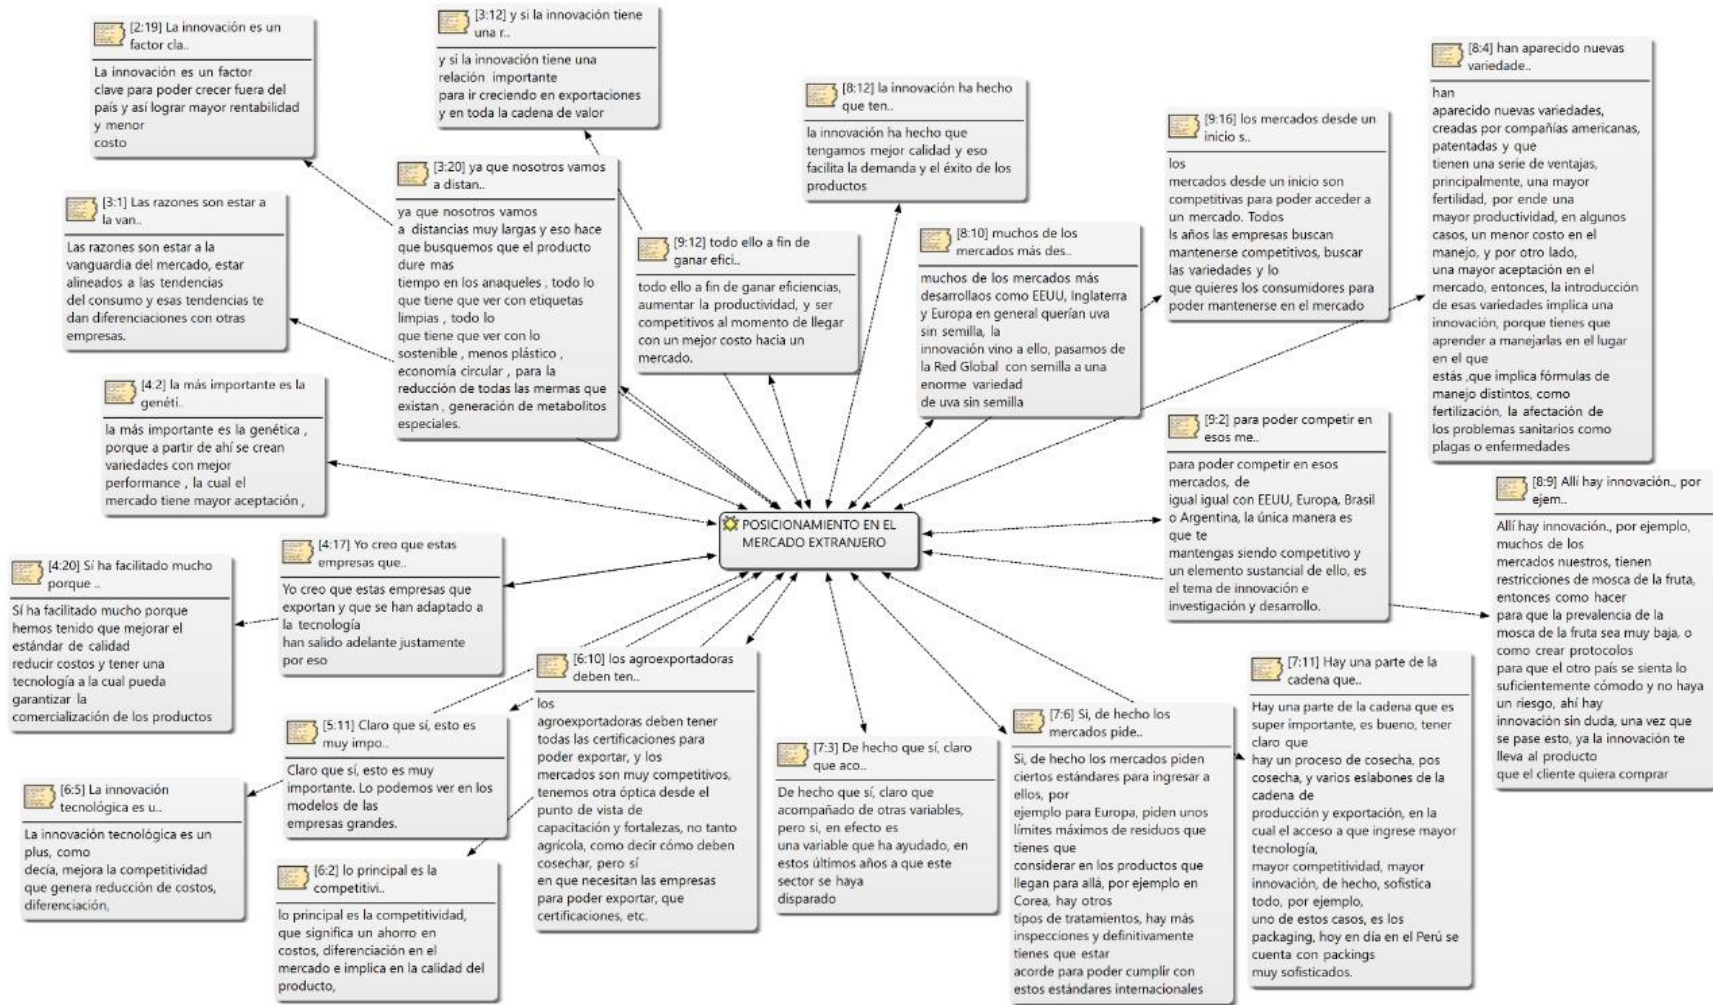 [2:19] La innovación es un
factor cla..
La innovación es un factor
clave para poder crecer fuera del
país y así lograr mayor rentabilidad
y menor
costo
[3:12] y si la innovación tiene
una r..
y si la innovación tiene una
relación importante
para ir creciendo en exportaciones
y en toda la cadena de valor
[8:12] la innovación ha hecho
que ten..
la innovación ha hecho que
tengamos mejor calidad y eso
facilita la demanda y el éxito de los
productos
[9:16] los mercados desde un
inicio s..
los
mercados desde un inicio son
competitivas para poder acceder a
un mercado. Todos
ls años las empresas buscan
mantenerse competitivos, buscar
las variedades y lo
que quieres los consumidores para
poder mantenerse en el mercado
[8:4] han aparecido nuevas
variedade..
han
aparecido nuevas variedades,
creadas por compañías americanas,
patentadas y que
tienen una serie de ventajas,
principalmente, una mayor
fertilidad, por ende una
mayor productividad, en algunos
casos, un menor costo en el
manejo, y por otro lado,
una mayor aceptación en el
mercado, entonces, la introducción
de esas variedades implica una
innovación, porque tienes que
aprender a manejarlas en el lugar
en el que
estás ,que implica fórmulas de
manejo distintos, como
fertilización, la afectación de
los problemas sanitarios como
plagas o enfermedades
[3:1] Las razones son estar a
la van..
Las razones son estar a la
vanguardia del mercado, estar
alineados a las tendencias
del consumo y esas tendencias te
dan diferenciaciones con otras
empresas.
[3:20] ya que nosotros vamos
a distan..
ya que nosotros vamos
a distancias muy largas y eso hace
que busquemos que el producto
dure mas
tiempo en los anaqueles , todo lo
que tiene que ver con etiquetas
limpias , todo lo
que tiene que ver con lo
sostenible , menos plástico ,
economía circular , para la
reducción de todas las mermas que
existan , generación de metabolitos
especiales.
[9:12] todo ello a fin de
ganar efici..
todo ello a fin de ganar eficiencias,
aumentar la productividad, y ser
competitivos al momento de llegar
con un mejor costo hacia un
mercado.
[8:10] muchos de los
mercados más des..
muchos de los mercados más
desarrollaos como EEUU, Inglaterra
y Europa en general querían uva
sin semilla, la
innovación vino a ello, pasamos de
la Red Global con semilla a una
enorme variedad
de uva sin semilla
[4:2] la más importante es la
genéti..
la más importante es la genética ,
porque a partir de ahí se crean
variedades con mejor
performance , la cual el
mercado tiene mayor aceptación ,
[9:2] para poder competir en
esos me..
para poder competir en esos
mercados, de
igual igual con EEUU, Europa, Brasil
o Argentina, la única manera es
que te
mantengas siendo competitivo y
un elemento sustancial de ello, es
el tema de innovación e
investigación y desarrollo.
[8:9] Allí hay innovación., por
ejem..
Allí hay innovación., por ejemplo,
muchos de los
mercados nuestros, tienen
restricciones de mosca de la fruta,
entonces como hacer
para que la prevalencia de la
mosca de la fruta sea muy baja, o
como crear protocolos
para que el otro país se sienta lo
suficientemente cómodo y no haya
un riesgo, ahí hay
innovación sin duda, una vez que
se pase esto, ya la innovación te
lleva al producto
que el cliente quiera comprar
POSICIONAMIENTO EN EL
MERCADO EXTRANJERO
[4:20] Sí ha facilitado mucho
porque ..
Sí ha facilitado mucho porque
hemos tenido que mejorar el
estándar de calidad
reducir costos y tener una
tecnología a la cual pueda
garantizar la
comercialización de los productos
[4:17] Yo creo que estas
empresas que..
Yo creo que estas empresas que
exportan y que se han adaptado a
la tecnología
han salido adelante justamente
por eso
[5:11] Claro que sí, esto es
muy impo..
Claro que sí, esto es muy
importante. Lo podemos ver en los
modelos de las
empresas grandes.
[6:10] los agroexportadoras
deben ten..
los
agroexportadoras deben tener
todas las certificaciones para
poder exportar, y los
mercados son muy competitivos,
tenemos otra óptica desde el
punto de vista de
capacitación y fortalezas, no tanto
agrícola, como decir cómo deben
cosechar, pero sí
en que necesitan las empresas
para poder exportar, que
certificaciones, etc.
[7:3] De hecho que sí, claro
que aco..
De hecho que sí, claro que
acompañado de otras variables,
pero si, en efecto es
una variable que ha ayudado, en
estos últimos años a que este
sector se haya
disparado
[7:6] Si, de hecho los
mercados pide..
Si, de hecho los mercados piden
ciertos estándares para ingresar a
ellos, por
ejemplo para Europa, piden unos
límites máximos de residuos que
tienes que
considerar en los productos que
llegan para allá, por ejemplo en
Corea, hay otros
tipos de tratamientos, hay más
inspecciones y definitivamente
tienes que estar
acorde para poder cumplir con
estos estándares internacionales
[7:11] Hay una parte de la
cadena que..
Hay una parte de la cadena que es
super importante, es bueno, tener
claro que
hay un proceso de cosecha, pos
cosecha, y varios eslabones de la
cadena de
producción y exportación, en la
cual el acceso a que ingrese mayor
tecnología,
mayor competitividad, mayor
innovación, de hecho, sofistica
todo, por ejemplo,
uno de estos casos, es los
packaging, hoy en día en el Perú se
cuenta con packings
muy sofisticados.
[6:5] La innovación
tecnológica es u..
La innovación tecnológica es un
plus, como
decía, mejora la competitividad
que genera reducción de costos,
diferenciación,
[6:2] lo principal es la
competitivi..
lo principal es la competitividad,
que significa un ahorro en
costos, diferenciación en el
mercado e implica en la calidad del
producto,